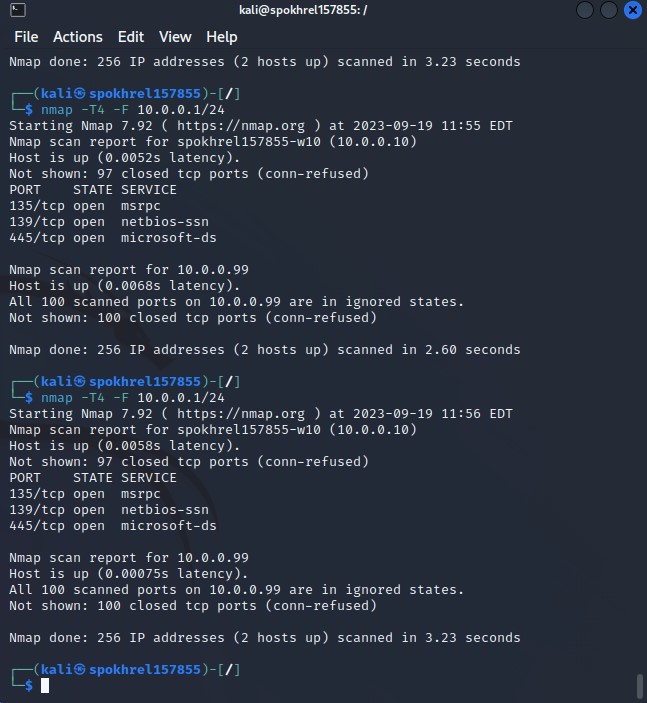 kali@spokhrel157855: /
File Actions Edit View Help
Nmap done: 256 IP addresses (2 hosts up) scanned in 3.23 seconds
┌──(kali㉿spokhrel157855)-[/]
└─$ nmap -T4 -F 10.0.0.1/24
Starting Nmap 7.92 ( https://nmap.org ) at 2023-09-19 11:55 EDT
Nmap scan report for spokhrel157855-w10 (10.0.0.10)
Host is up (0.0052s latency).
Not shown: 97 closed tcp ports (conn-refused)
PORT    STATE SERVICE
135/tcp open  msrpc
139/tcp open  netbios-ssn
445/tcp open  microsoft-ds
Nmap scan report for 10.0.0.99
Host is up (0.0068s latency).
All 100 scanned ports on 10.0.0.99 are in ignored states.
Not shown: 100 closed tcp ports (conn-refused)
Nmap done: 256 IP addresses (2 hosts up) scanned in 2.60 seconds
┌──(kali㉿spokhrel157855)-[/]
└─$ nmap -T4 -F 10.0.0.1/24
Starting Nmap 7.92 ( https://nmap.org ) at 2023-09-19 11:56 EDT
Nmap scan report for spokhrel157855-w10 (10.0.0.10)
Host is up (0.0058s latency).
Not shown: 97 closed tcp ports (conn-refused)
PORT    STATE SERVICE
135/tcp open  msrpc
139/tcp open  netbios-ssn
445/tcp open  microsoft-ds
Nmap scan report for 10.0.0.99
Host is up (0.00075s latency).
All 100 scanned ports on 10.0.0.99 are in ignored states.
Not shown: 100 closed tcp ports (conn-refused)
Nmap done: 256 IP addresses (2 hosts up) scanned in 3.23 seconds
┌──(kali㉿spokhrel157855)-[/]
└─$